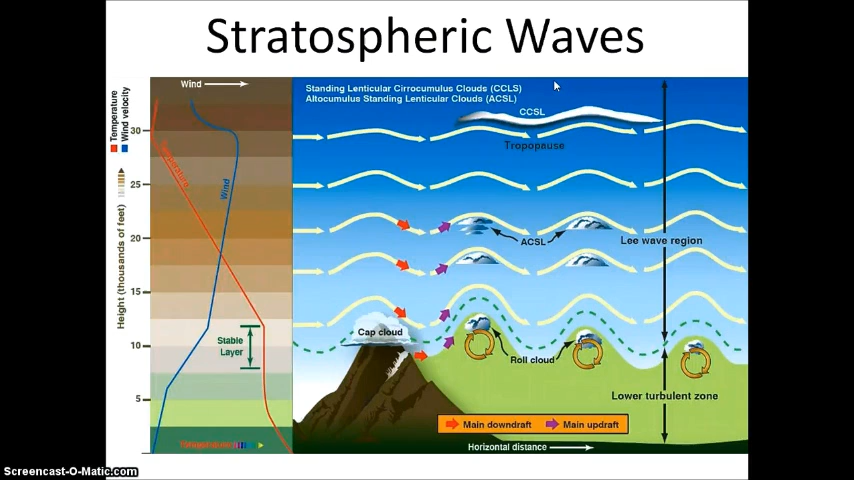 Stratospheric Waves
Wind
Temperature
Wind velocity
Standing Lenticular Cirrocumulus Clouds (CCLS)
Altocumulus Standing Lenticular Clouds (ACSL)
CCSL
Tropopause
30
25
20
15
10
5
Height (thousands of feet)
Temperature
Wind
ACSL
Lee wave region
Cap cloud
Stable
Layer
Roll cloud
Lower turbulent zone
Main downdraft
Main updraft
Horizontal distance
Screencast-O-Matic.com